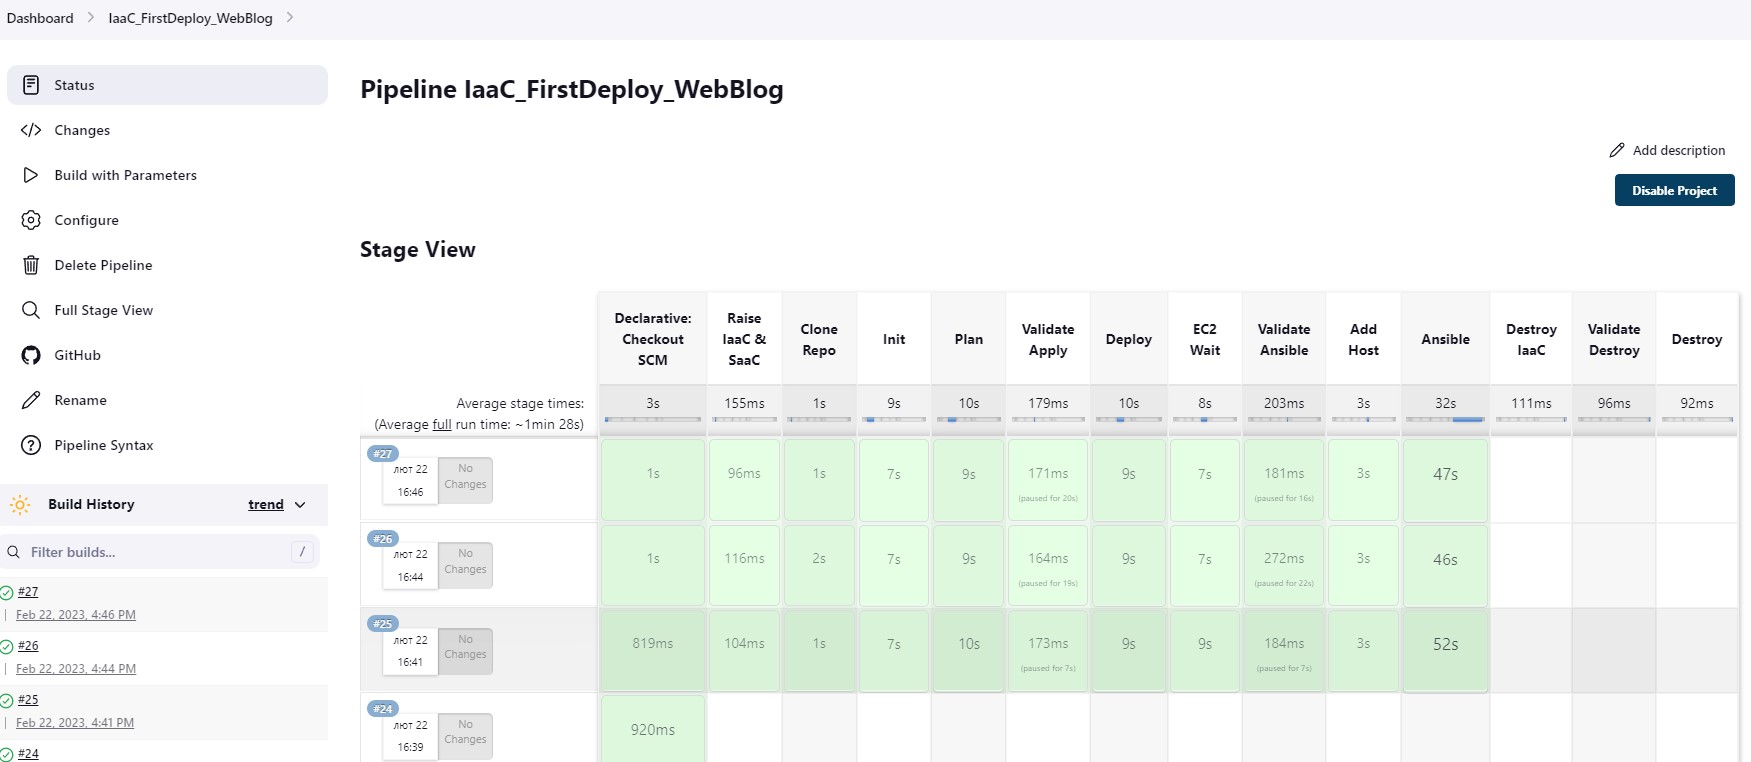 Dashboard
IaaC_FirstDeploy_WebBlog
Status
Changes
Build with Parameters
Configure
Delete Pipeline
Full Stage View
GitHub
Rename
Pipeline Syntax
Build History
trend
Filter builds...
/
#27
Feb 22, 2023, 4:46 PM
#26
Feb 22, 2023, 4:44 PM
#25
Feb 22, 2023, 4:41 PM
#24
Pipeline IaaC_FirstDeploy_WebBlog
Add description
Disable Project
Stage View
Declarative:
Checkout
SCM
Raise
IaaC &
SaaC
Clone
Repo
Init
Plan
Validate
Apply
Deploy
EC2
Wait
Validate
Ansible
Add
Host
Ansible
Destroy
IaaC
Validate
Destroy
Destroy
Average stage times:
(Average full run time: ~1min 28s)
3s
155ms
1s
9s
10s
179ms
10s
8s
203ms
3s
32s
111ms
96ms
92ms
#27
лют 22
16:46
No
Changes
1s
96ms
1s
7s
9s
171ms
(paused for 20s)
9s
7s
181ms
(paused for 16s)
3s
47s
#26
лют 22
16:44
No
Changes
1s
116ms
2s
7s
9s
164ms
(paused for 19s)
9s
7s
272ms
(paused for 22s)
3s
46s
#25
лют 22
16:41
No
Changes
819ms
104ms
1s
7s
10s
173ms
(paused for 7s)
9s
9s
184ms
(paused for 7s)
3s
52s
#24
лют 22
16:39
No
Changes
920ms